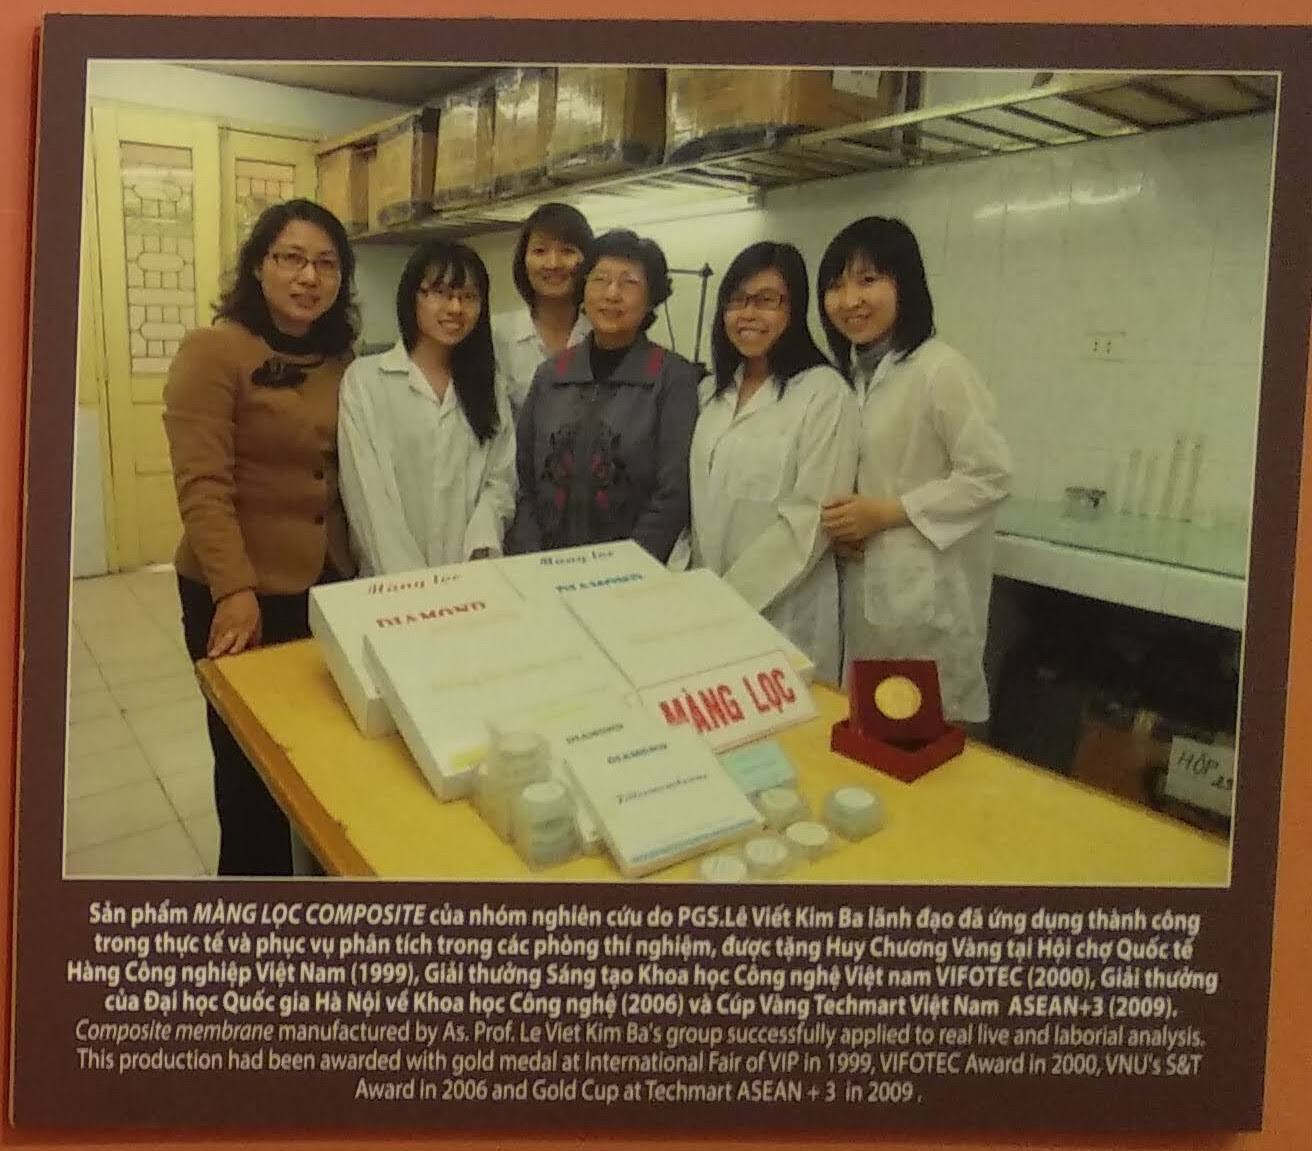 Màng lọc
DIAMOND
Màng lọc
DIAMOND
MÀNG LỌC
DIAMOND
DIAMOND
HỘP
Sản phẩm MÀNG LỌC COMPOSITE của nhóm nghiên cứu do PGS.Lê Viết Kim Ba lãnh đạo đã ứng dụng thành công
trong thực tế và phục vụ phân tích trong các phòng thí nghiệm, được tặng Huy Chương Vàng tại Hội chợ Quốc tế
Hàng Công nghiệp Việt Nam (1999), Giải thưởng Sáng tạo Khoa học Công nghệ Việt nam VIFOTEC (2000), Giải thưởng
của Đại học Quốc gia Hà Nội về Khoa học Công nghệ (2006) và Cúp Vàng Techmart Việt Nam ASEAN+3 (2009).
Composite membrane manufactured by As. Prof. Le Viet Kim Ba's group successfully applied to real live and laborial analysis.
This production had been awarded with gold medal at International Fair of VIP in 1999, VIFOTEC Award in 2000, VNU's S&T
Award in 2006 and Gold Cup at Techmart ASEAN + 3 in 2009 .